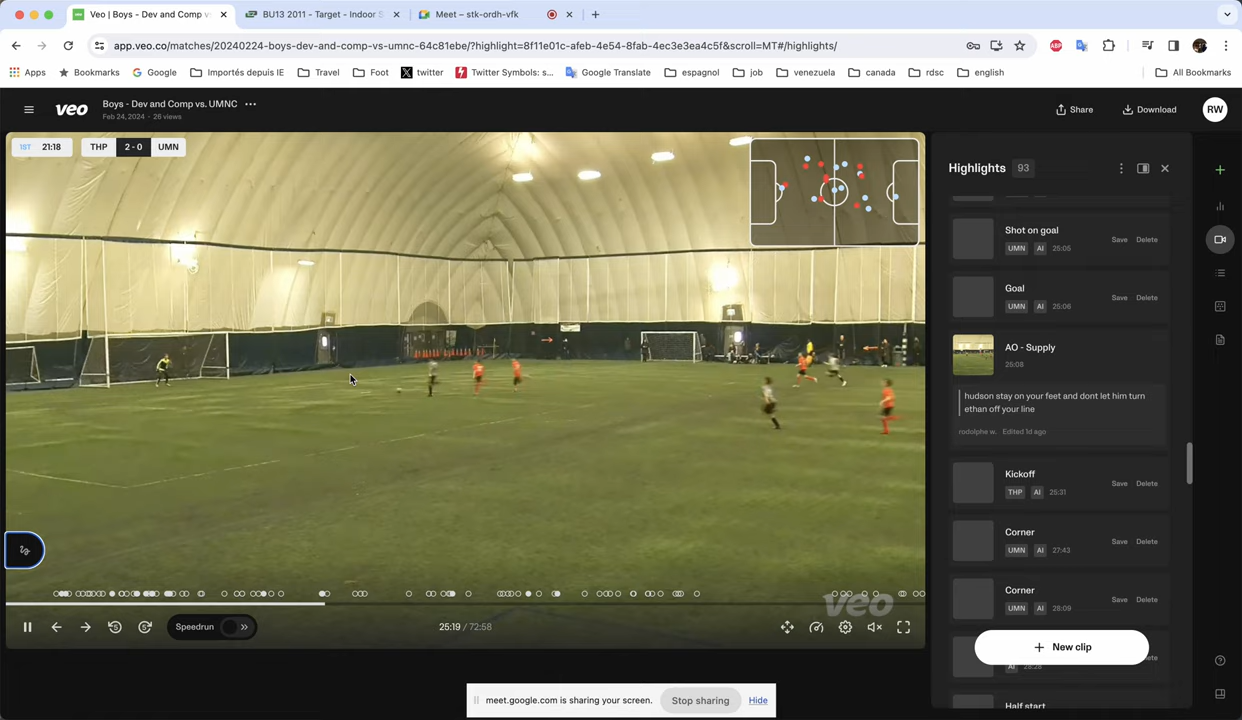 Veo | Boys - Dev and Comp v
BU13 2011 - Target - Indoor S
Meet – stk-ordh-vfk
app.veo.co/matches/20240224-boys-dev-and-comp-vs-umnc-64c81ebe/?highlight=8f11e01c-afeb-4e54-8fab-4ec3e3ea4c5f&scroll=MT#/highlights/
ABP
Apps
Bookmarks
Google
Importés depuis IE
Travel
Foot
twitter
Twitter Symbols: s...
Google Translate
espagnol
job
venezuela
canada
rdsc
english
All Bookmarks
veo
Boys - Dev and Comp vs. UMNC
Feb 24, 2024 • 26 views
Share
Download
RW
1ST 21:18 THP 2 - 0 UMN
Highlights 93
Shot on goal
UMN AI 25:05
Save Delete
Goal
UMN AI 25:06
Save Delete
AO - Supply
25:08
hudson stay on your feet and dont let him turn
ethan off your line
rodolphe w. Edited 1d ago
Kickoff
THP AI 25:31
Save Delete
Corner
UMN AI 27:43
Save Delete
Corner
UMN AI 28:09
Save Delete
+ New clip
AI 28:28
Half start
veo
5
5
Speedrun
25:19 / 72:58
meet.google.com is sharing your screen.
Stop sharing
Hide